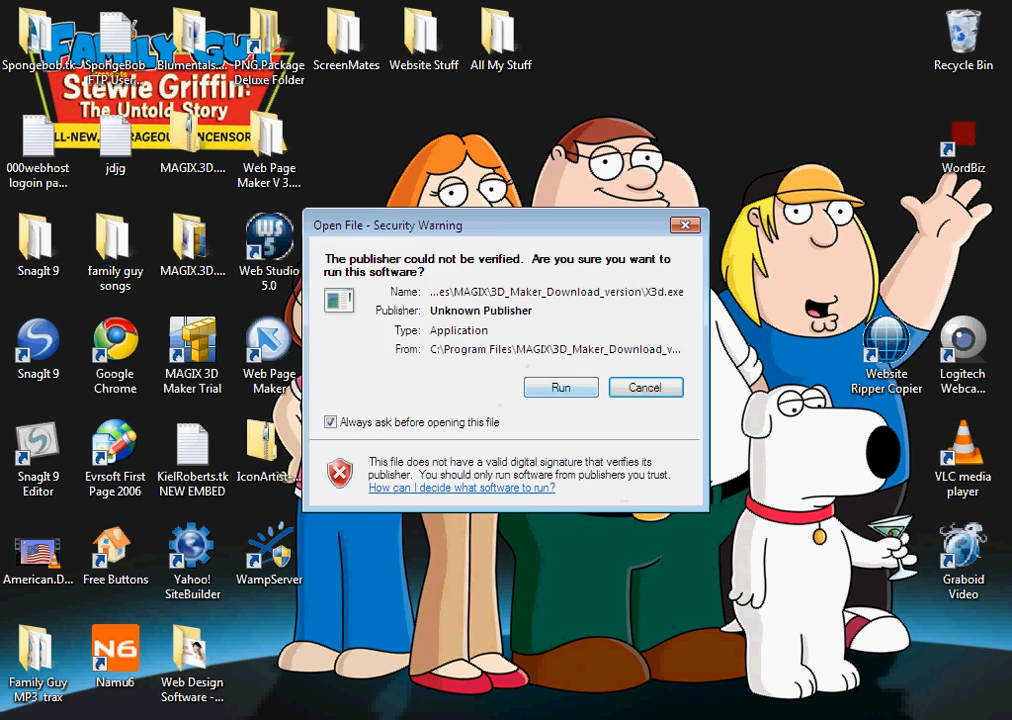 Spongebob.tk
SpongeBob
FTP User...
Blumentals....
PNG.Package
Deluxe Folder
ScreenMates
Website Stuff
All My Stuff
Recycle Bin
Family Guy
Stewie Griffin:
The Untold Story
000webhost
logoin pa...
jdjg
MAGIX.3D....
Web Page
Maker V 3....
WordBiz
SnagIt 9
family guy
songs
MAGIX.3D....
WS
5
Web Studio
5.0
Open File - Security Warning
The publisher could not be verified.  Are you sure you want to
run this software?
Name: ...es\MAGIX\3D_Maker_Download_version\X3d.exe
Publisher: Unknown Publisher
Type: Application
From: C:\Program Files\MAGIX\3D_Maker_Download_v...
Run
Cancel
Always ask before opening this file
This file does not have a valid digital signature that verifies its
publisher.  You should only run software from publishers you trust.
How can I decide what software to run?
SnagIt 9
Google
Chrome
MAGIX 3D
Maker Trial
Web Page
Maker
Website
Ripper Copier
Logitech
Webca...
SnagIt 9
Editor
Evrsoft First
Page 2006
KielRoberts.tk
NEW EMBED
IconArtists...
VLC media
player
American.D...
Free Buttons
Yahoo!
SiteBuilder
WampServer
Graboid
Video
Family Guy
MP3 trax
N6
Namu6
Web Design
Software -...